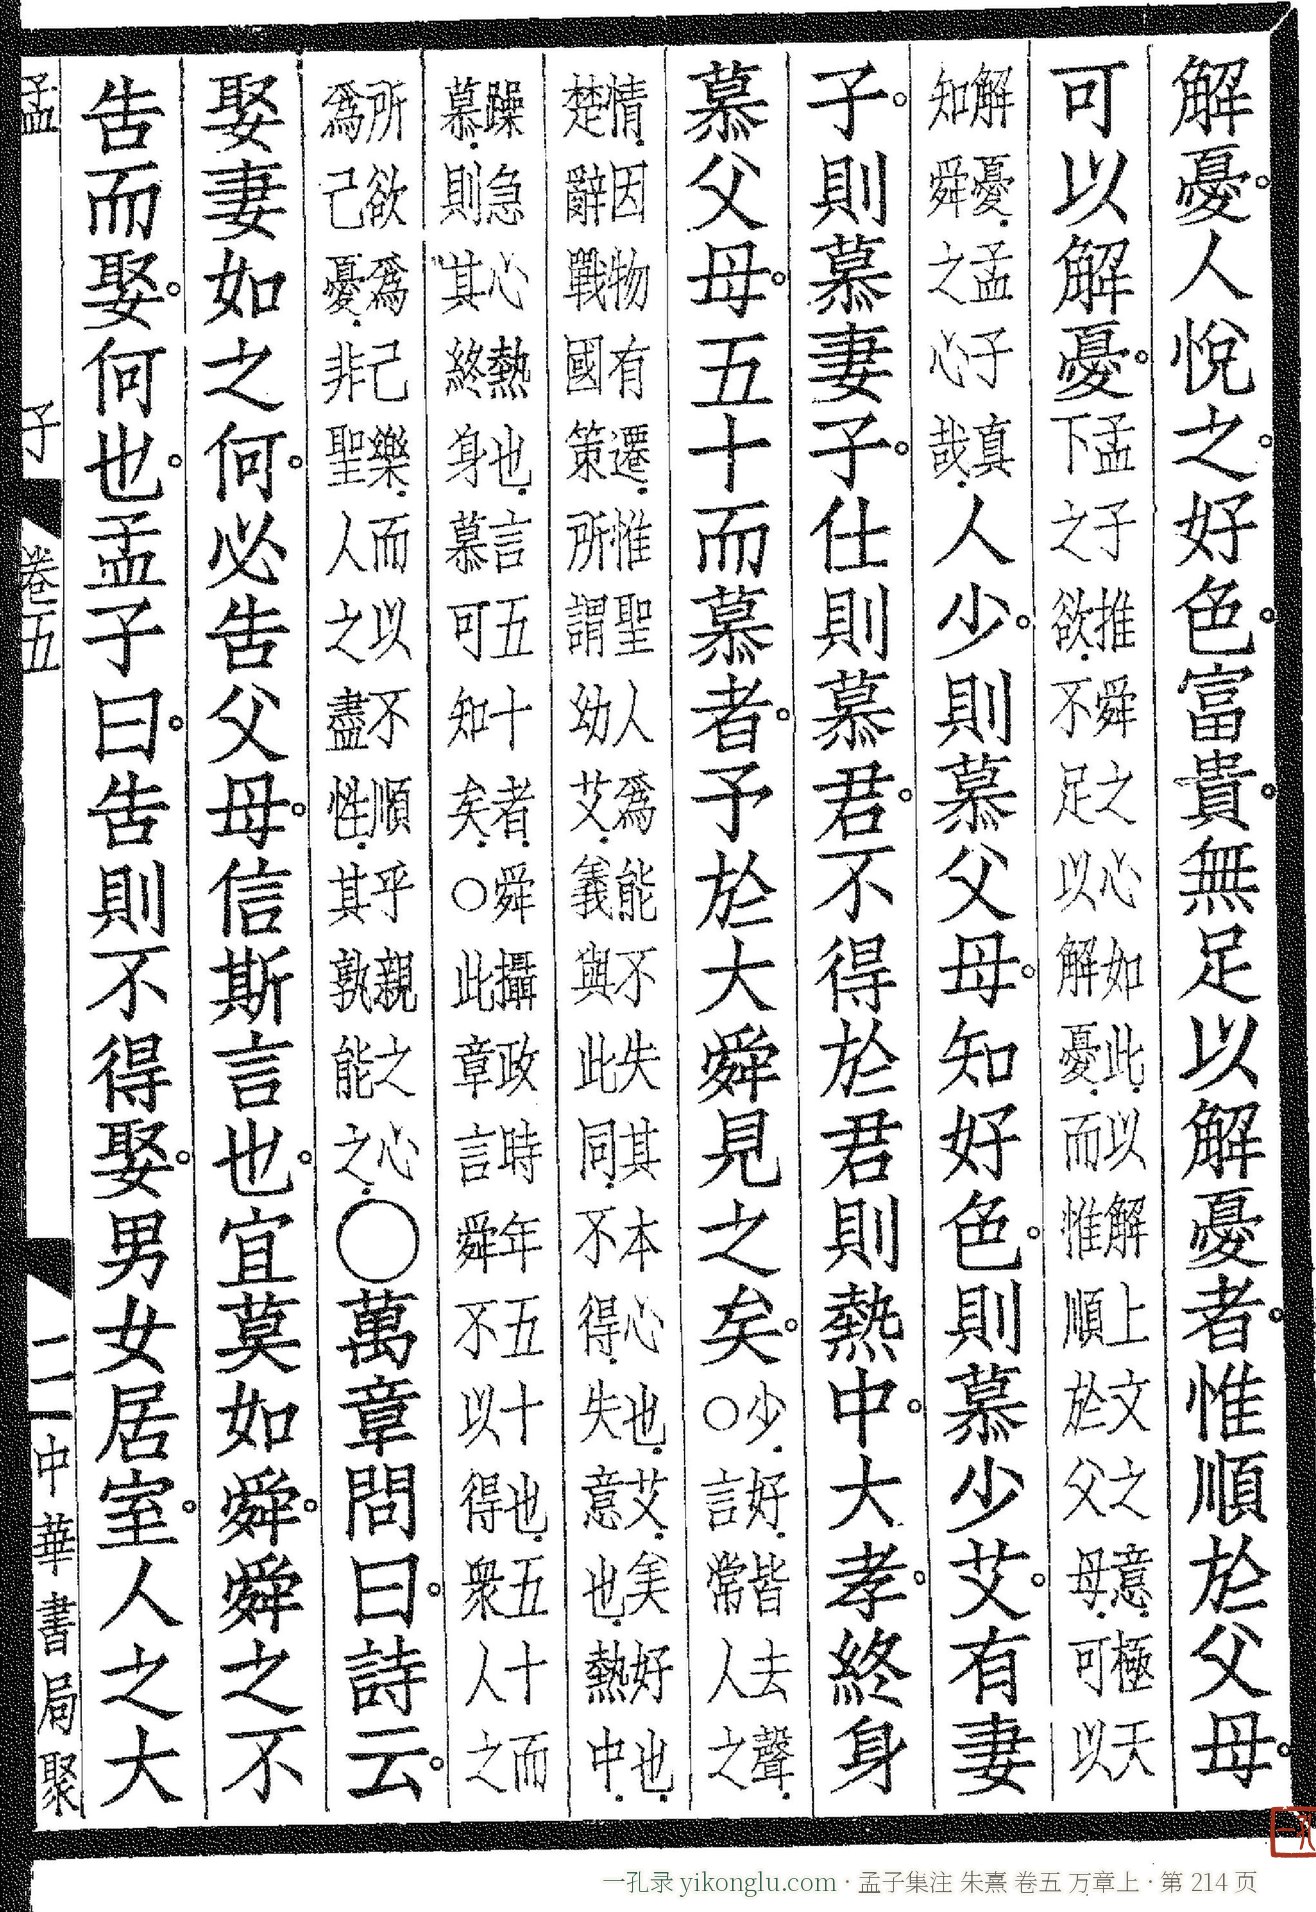 解憂。人悅之。好色。富貴。無足以解憂者。惟順於父母。
可以解憂。孟子推舜之心如此.以解上文之意.極天
下之欲.不足以解憂.而惟順於父母.可以
解憂.孟子真
知舜之心哉.人少。則慕父母。知好色。則慕少艾。有妻
子。則慕妻子。仕則慕君。不得於君則熱中。大孝。終身
慕父母。五十而慕者。予於大舜見之矣。少.好.皆去聲.
○言常人之
情.因物有遷.惟聖人爲能不失其本心也.艾.美好也.
楚辭戰國策所謂幼艾.義與此同.不得.失意也.熱中.
躁急心熱也.言五十者.舜攝政時年五十也.五十而
慕.則其終身慕可知矣.○此章言舜不以得衆人之
所欲爲己樂.而以不順乎親之心
爲己憂.非聖人之盡性.其孰能之.○萬章問曰。詩云。
娶妻如之何。必告父母。信斯言也。宜莫如舜。舜之不
告而娶。何也。孟子曰。告則不得娶。男女居室。人之大
孟 子 卷五 二 中華書局聚
一孔录 yikonglu.com · 孟子集注 朱熹 卷五 万章上 · 第 214 页